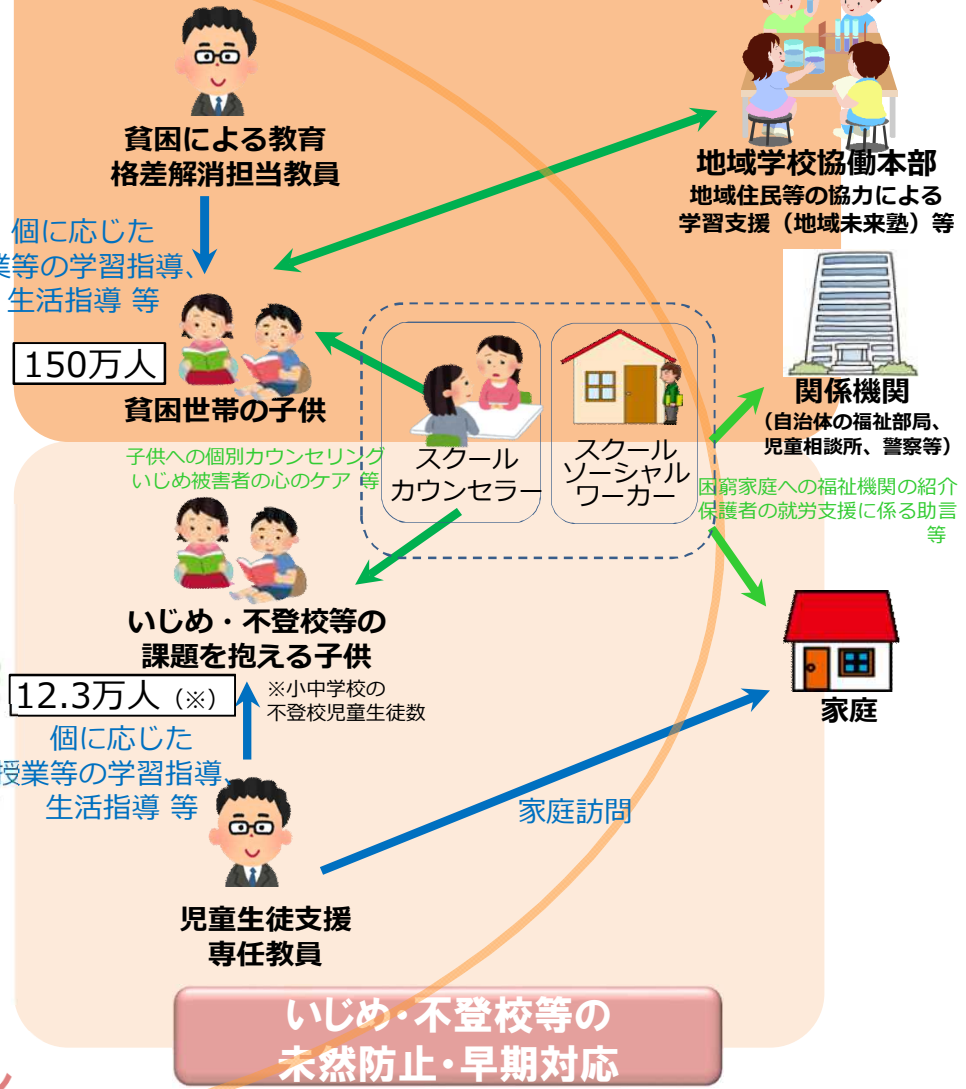 貧困による教育
格差解消担当教員
地域学校協働本部
地域住民等の協力による
学習支援（地域未来塾）等
個に応じた
業等の学習指導、
生活指導 等
150万人
貧困世帯の子供
関係機関
（自治体の福祉部局、
児童相談所、警察等）
子供への個別カウンセリング
いじめ被害者の心のケア 等
スクール
カウンセラー
スクール
ソーシャル
ワーカー
困窮家庭への福祉機関の紹介
保護者の就労支援に係る助言
等
いじめ・不登校等の
課題を抱える子供
12.3万人（※）
※小中学校の
不登校児童生徒数
家庭
個に応じた
授業等の学習指導、
生活指導 等
家庭訪問
児童生徒支援
専任教員
いじめ・不登校等の
未然防止・早期対応